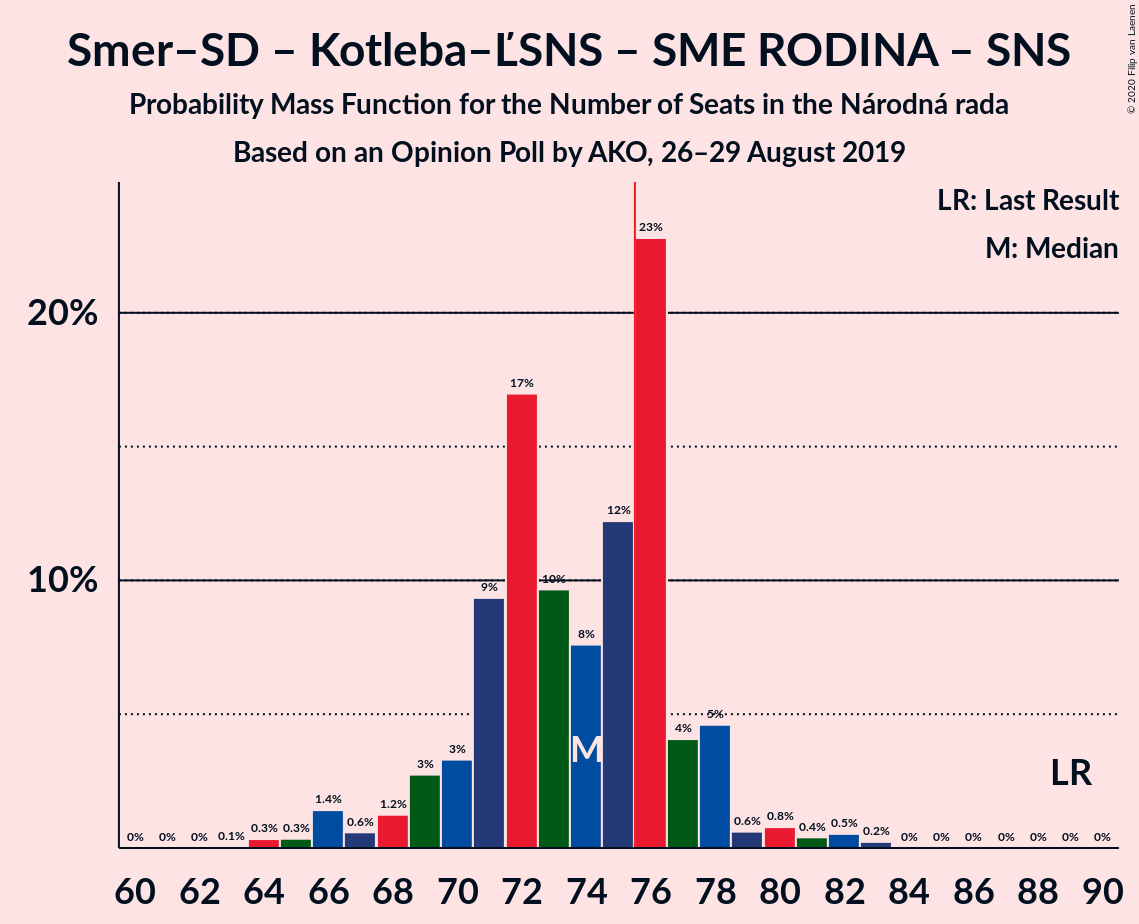 Smer–SD – Kotleba–ĽSNS – SME RODINA – SNS
Probability Mass Function for the Number of Seats in the Národná rada
Based on an Opinion Poll by AKO, 26–29 August 2019
© 2020 Filip van Laenen
LR: Last Result
M: Median
20%
10%
0% 0% 0% 0.1% 0.3% 0.3% 1.4% 0.6% 1.2% 3% 3% 9% 17% 10% 8% 12% 23% 4% 5% 0.6% 0.8% 0.4% 0.5% 0.2% 0% 0% 0% 0% 0% 0% 0%
M
LR
60 62 64 66 68 70 72 74 76 78 80 82 84 86 88 90